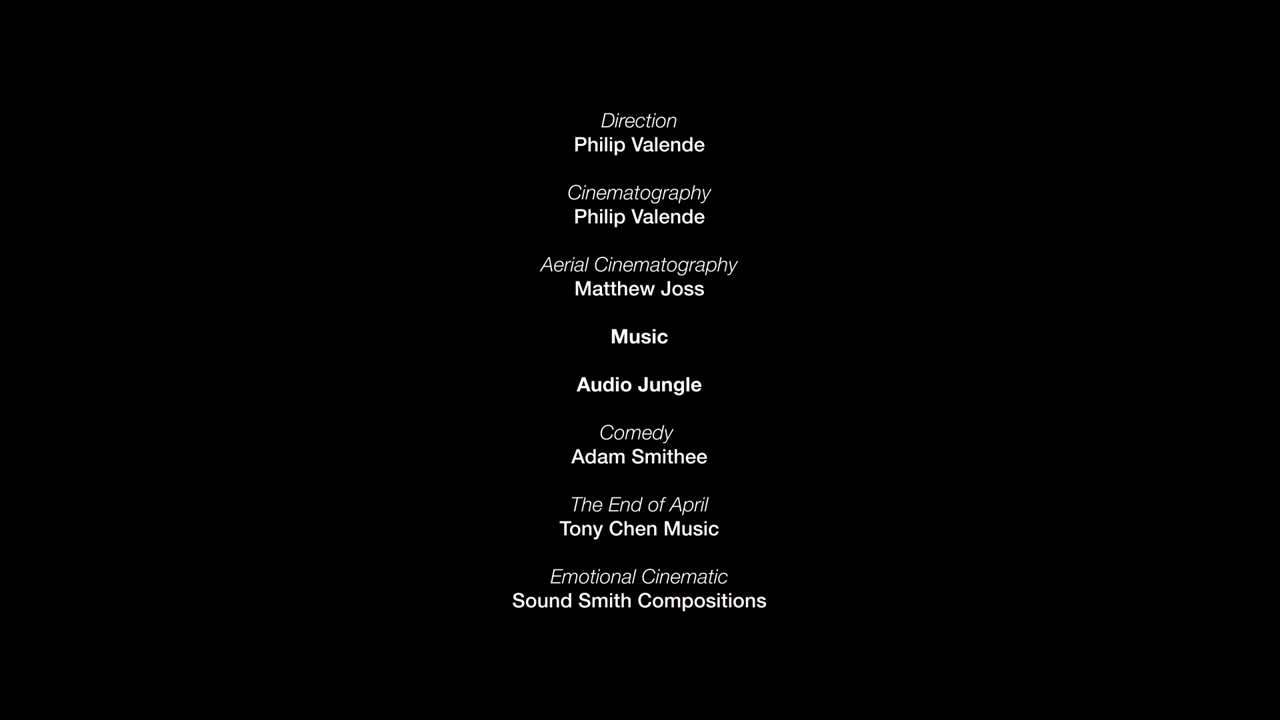 Direction
Philip Valende
Cinematography
Philip Valende
Aerial Cinematography
Matthew Joss
Music
Audio Jungle
Comedy
Adam Smithee
The End of April
Tony Chen Music
Emotional Cinematic
Sound Smith Compositions